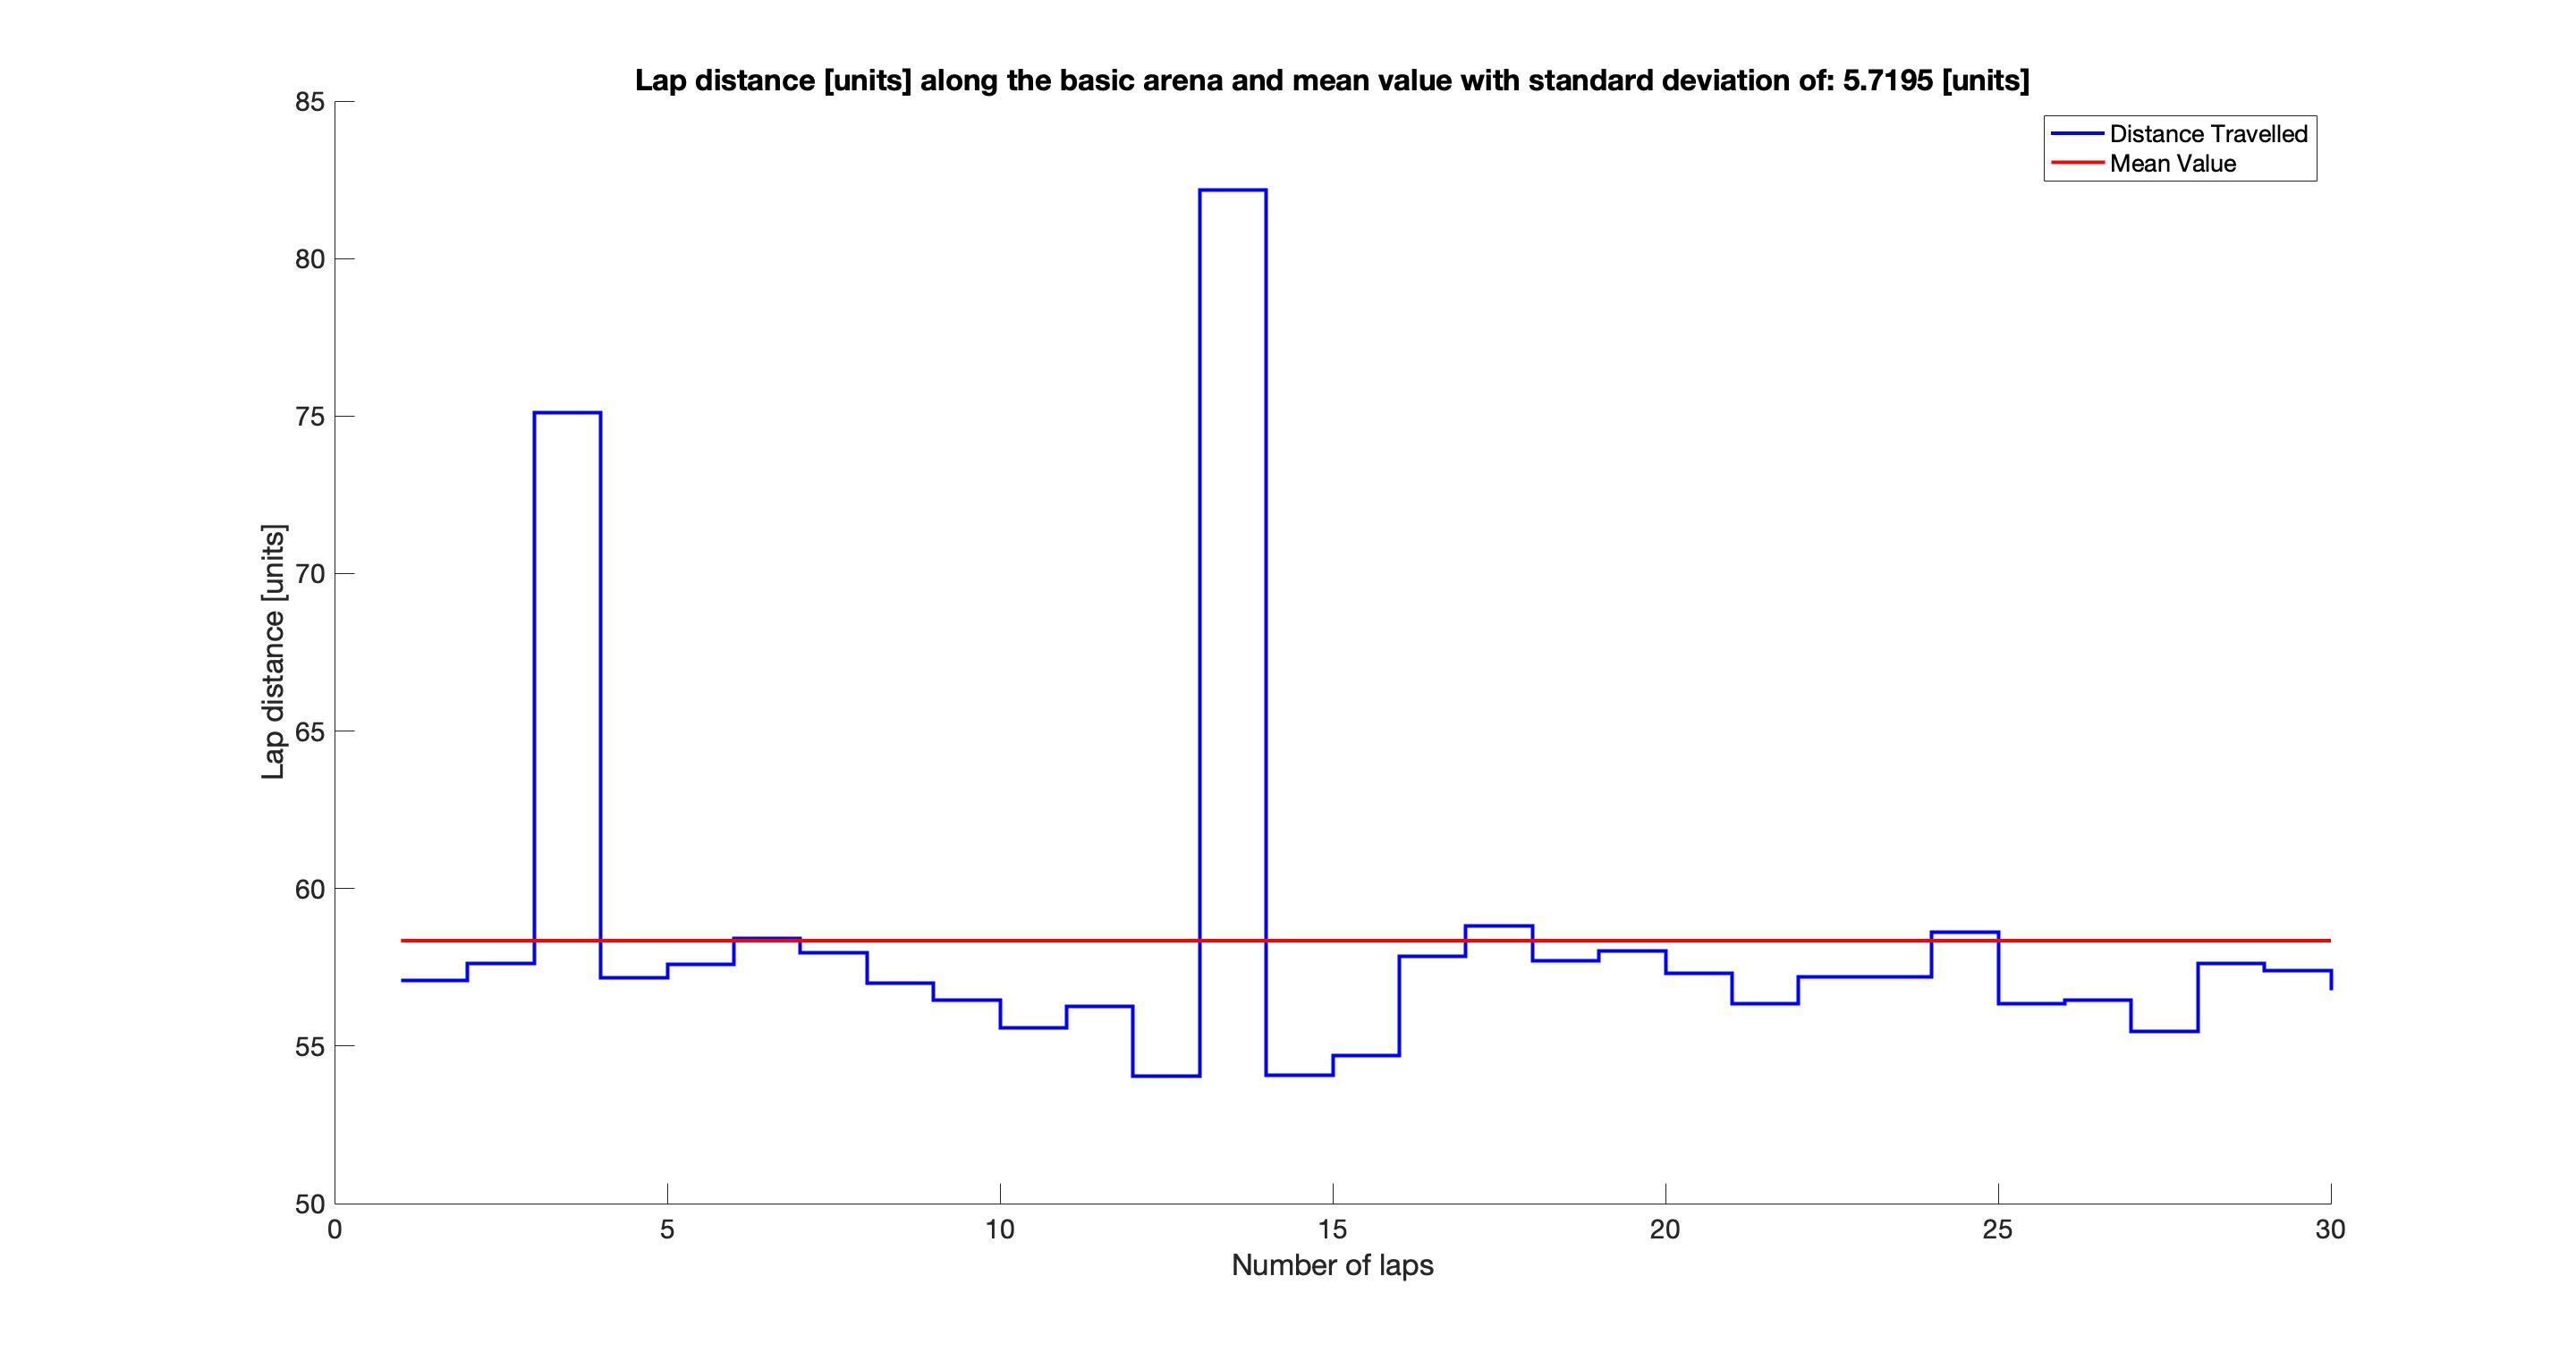 Lap distance [units] along the basic arena and mean value with standard deviation of: 5.7195 [units]
Distance Travelled
Mean Value
85
80
75
70
65
60
55
50
Lap distance [units]
0 5 10 15 20 25 30
Number of laps